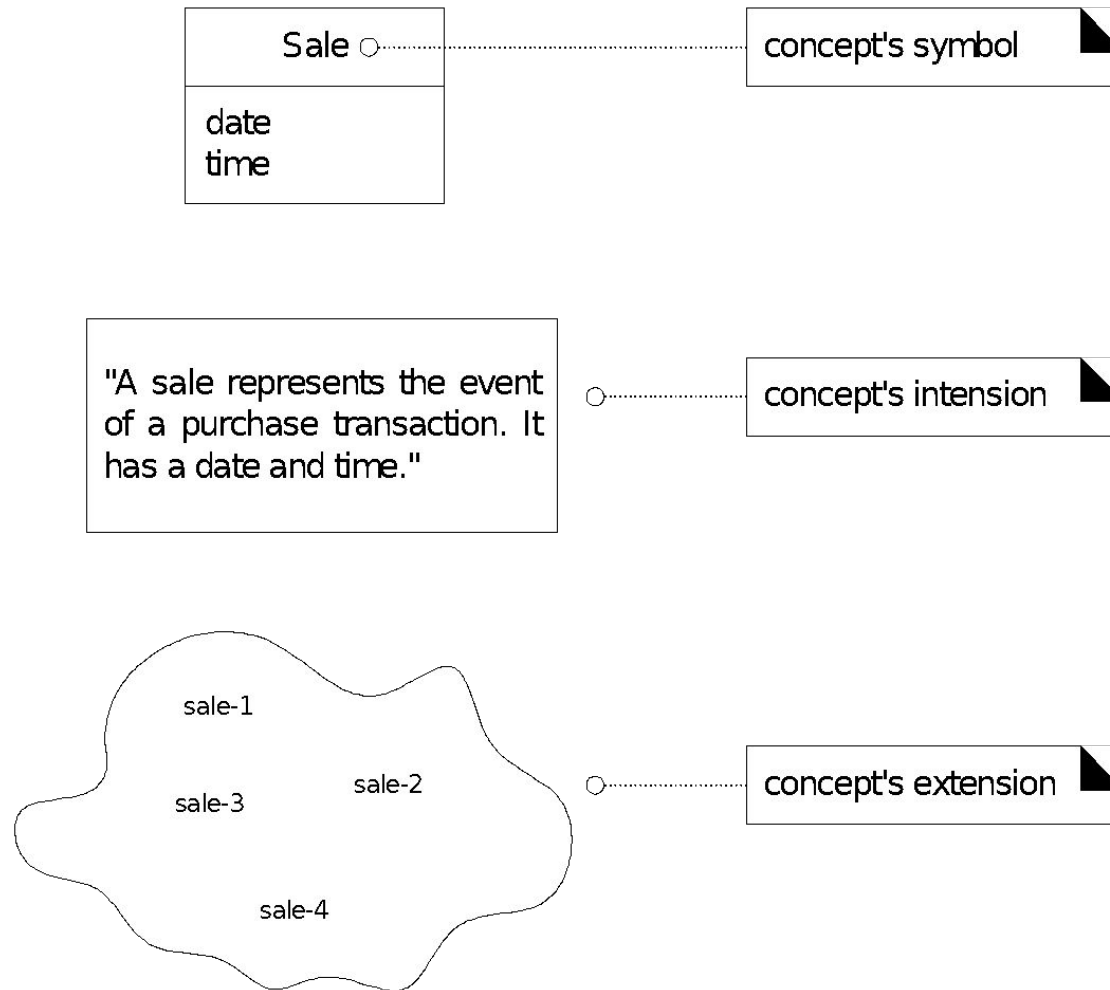 Sale
concept's symbol
date
time
"A sale represents the event
of a purchase transaction. It
has a date and time."
concept's intension
sale-1
sale-2
sale-3
sale-4
concept's extension